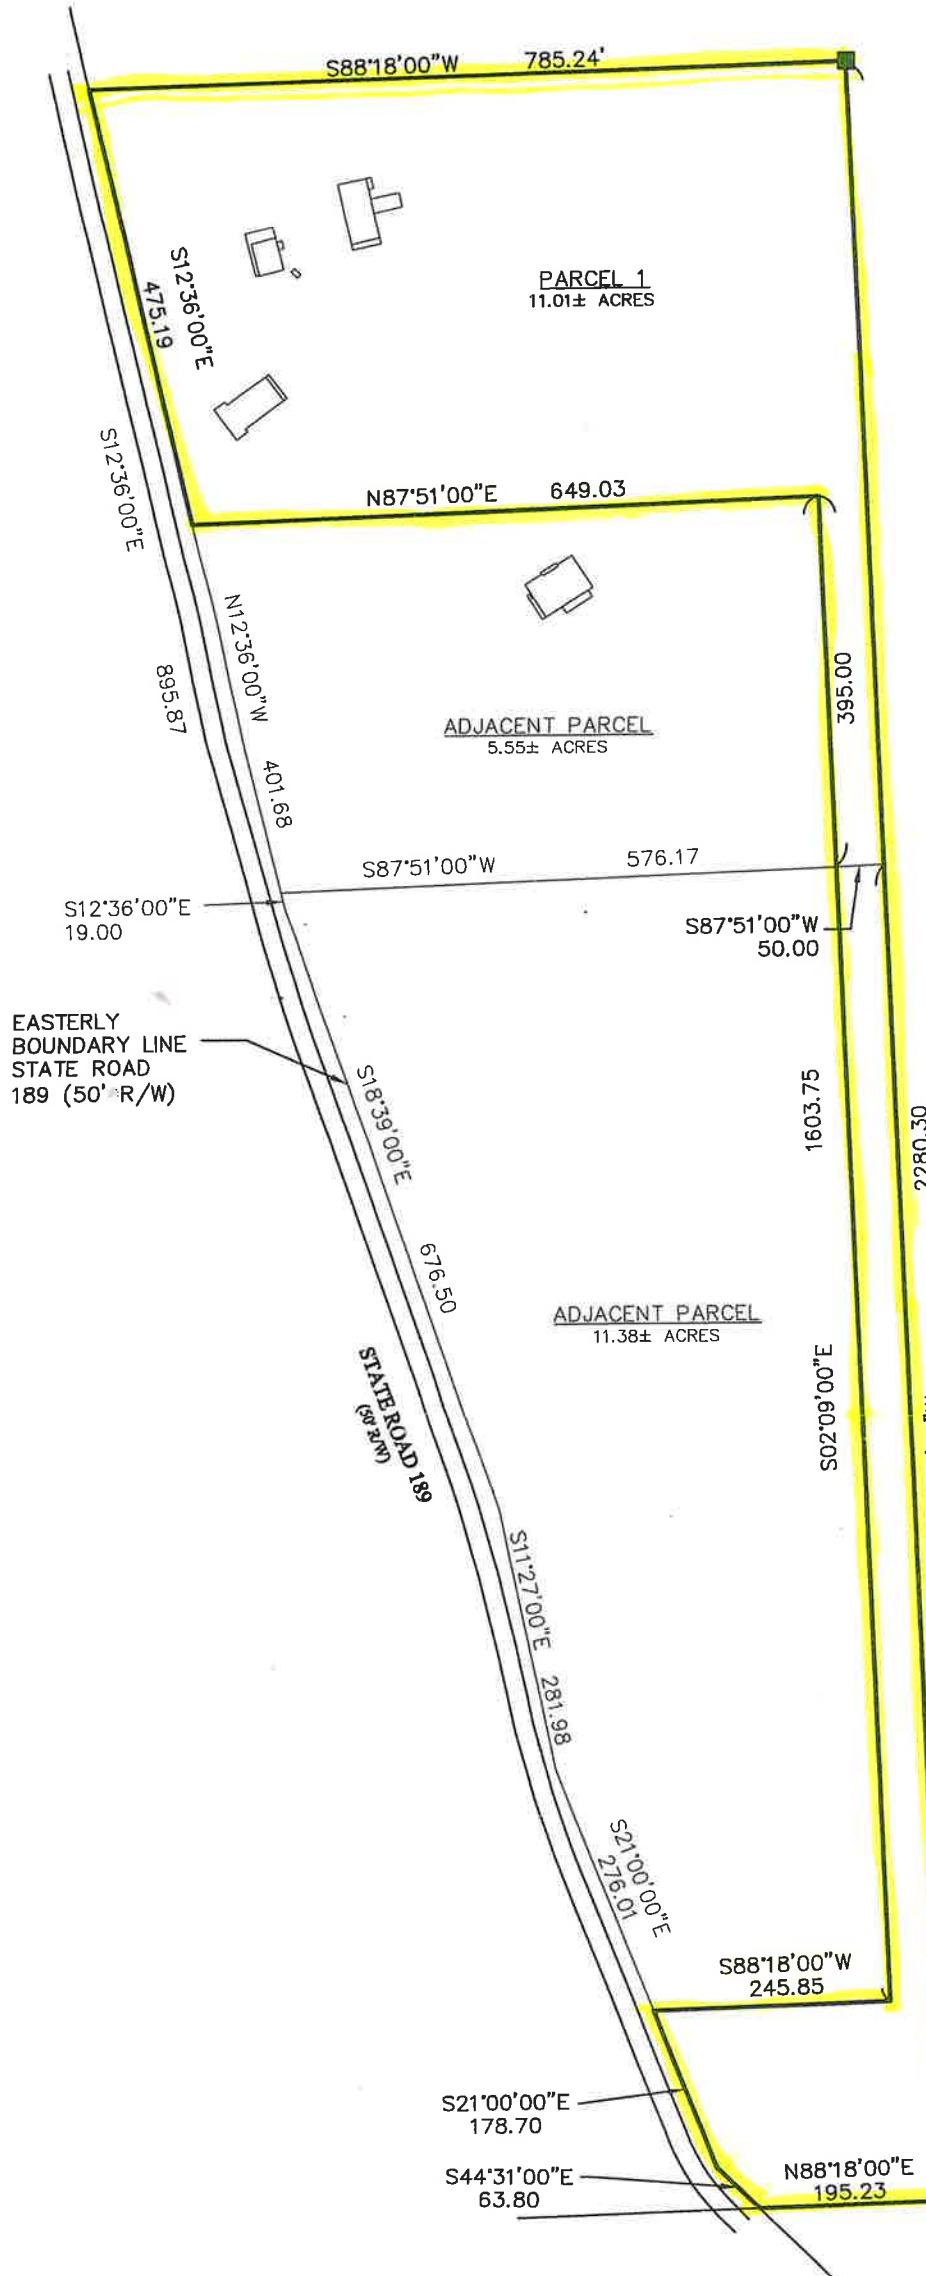 S88°18'00"W 785.24'
PARCEL 1
11.01± ACRES
S12°36'00"E
475.19
S12°36'00"E
895.87
N87°51'00"E 649.03
N12°36'00"W 401.68
ADJACENT PARCEL
5.55± ACRES
395.00
S87°51'00"W 576.17
S12°36'00"E
19.00
S87°51'00"W
50.00
EASTERLY
BOUNDARY LINE
STATE ROAD
189 (50' R/W)
S18°39'00"E 676.50
1603.75
2280.30
ADJACENT PARCEL
11.38± ACRES
S02°09'00"E
STATE ROAD 189
(50' R/W)
S11°27'00"E 281.98
S21°00'00"E
276.01
S88°18'00"W
245.85
S21°00'00"E
178.70
S44°31'00"E
63.80
N88°18'00"E
195.23